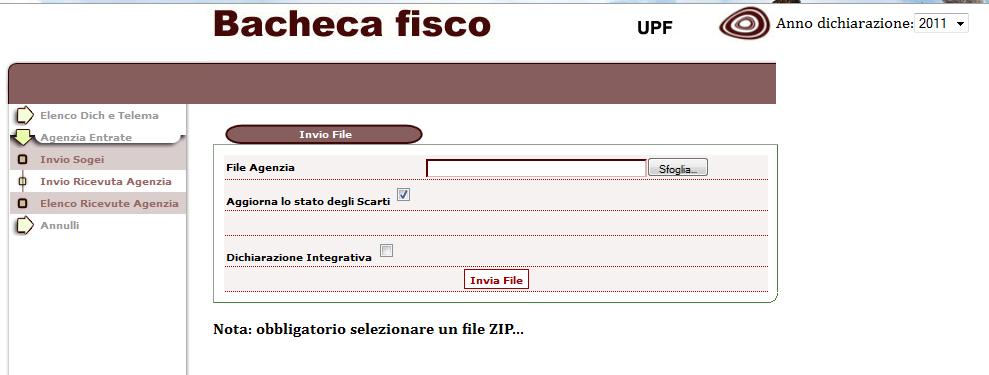 Bacheca fisco
UPF
Anno dichiarazione: 2011
Elenco Dich e Telema
Agenzia Entrate
Invio Sogei
Invio Ricevuta Agenzia
Elenco Ricevute Agenzia
Annulli
Invio File
File Agenzia
Sfoglia...
Aggiorna lo stato degli Scarti
Dichiarazione Integrativa
Invia File
Nota: obbligatorio selezionare un file ZIP...